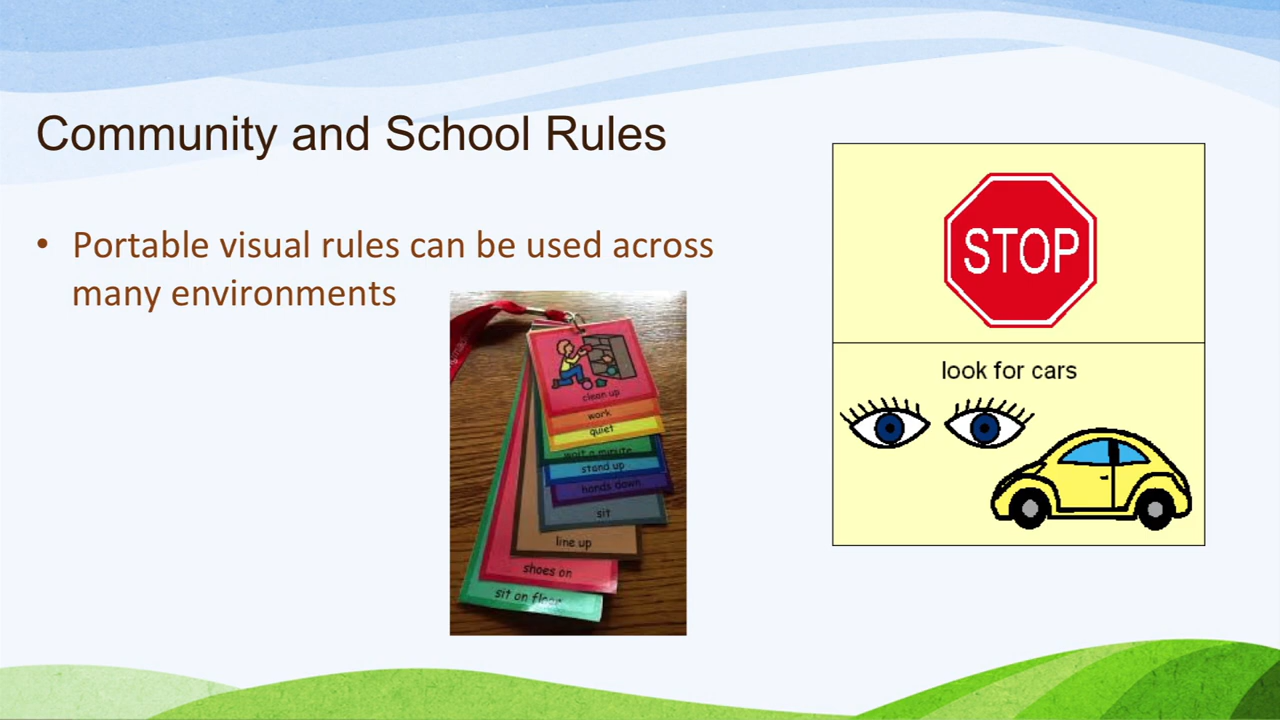 Community and School Rules
• Portable visual rules can be used across
many environments
clean up
work
quiet
wait a minute
stand up
hands down
sit
line up
shoes on
sit on floor
STOP
look for cars